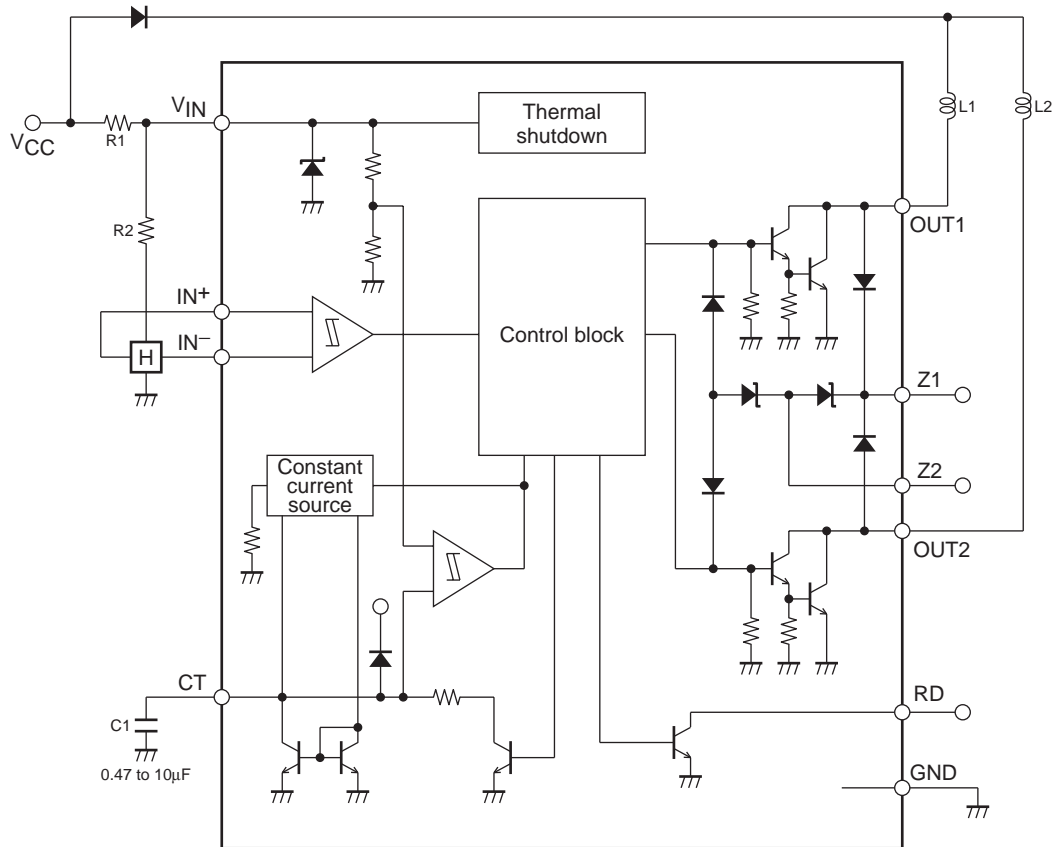 VCC
R1
VIN
Thermal
shutdown
L1
L2
R2
OUT1
IN+
IN−
H
Control block
Z1
Z2
Constant
current
source
OUT2
CT
C1
0.47 to 10μF
RD
GND